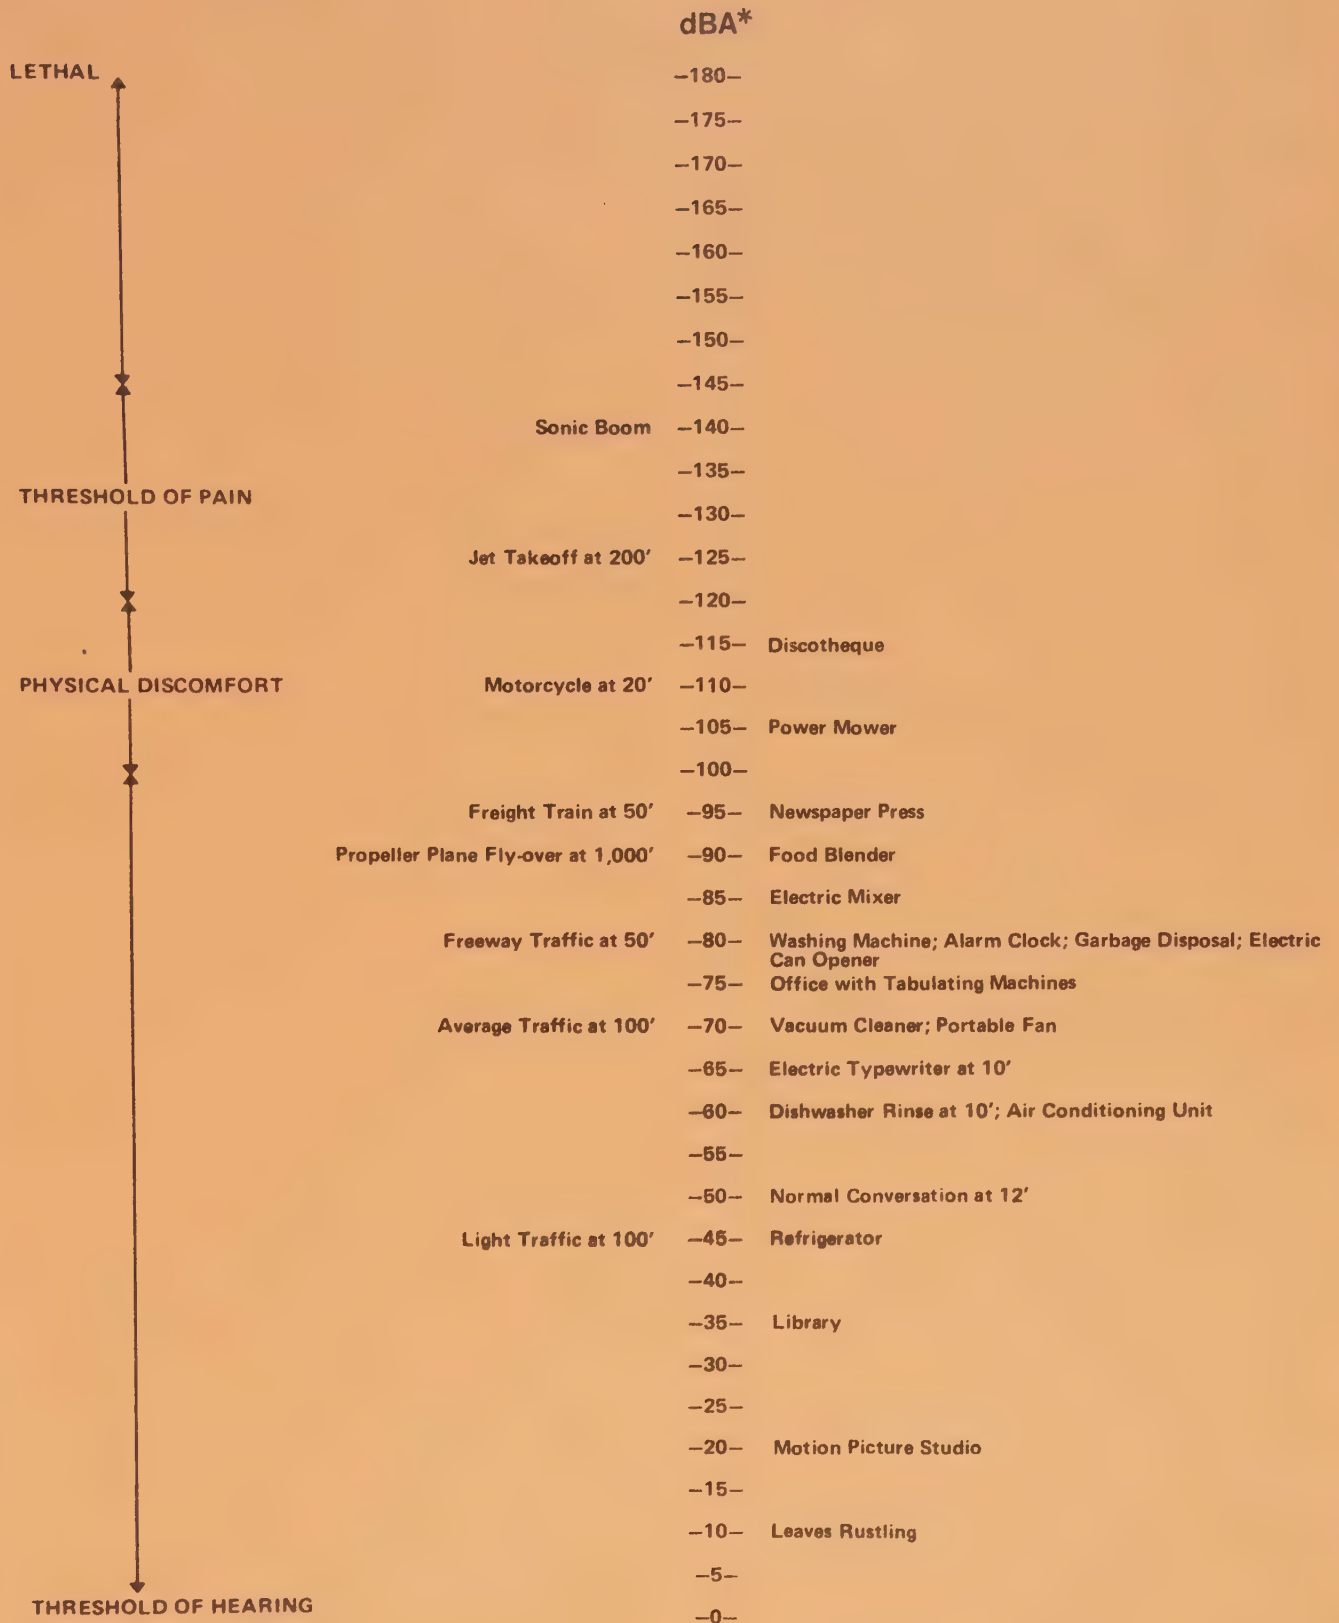 dBA*
LETHAL –180–
–175–
–170–
–165–
–160–
–155–
–150–
–145–
Sonic Boom –140–
–135–
THRESHOLD OF PAIN
–130–
Jet Takeoff at 200′ –125–
–120–
–115– Discotheque
PHYSICAL DISCOMFORT Motorcycle at 20′ –110–
–105– Power Mower
–100–
Freight Train at 50′ –95– Newspaper Press
Propeller Plane Fly-over at 1,000′ –90– Food Blender
–85– Electric Mixer
Freeway Traffic at 50′ –80– Washing Machine; Alarm Clock; Garbage Disposal; Electric
Can Opener
–75– Office with Tabulating Machines
Average Traffic at 100′ –70– Vacuum Cleaner; Portable Fan
–65– Electric Typewriter at 10′
–60– Dishwasher Rinse at 10′; Air Conditioning Unit
–55–
–50– Normal Conversation at 12′
Light Traffic at 100′ –45– Refrigerator
–40–
–35– Library
–30–
–25–
–20– Motion Picture Studio
–15–
–10– Leaves Rustling
–5–
THRESHOLD OF HEARING –0–